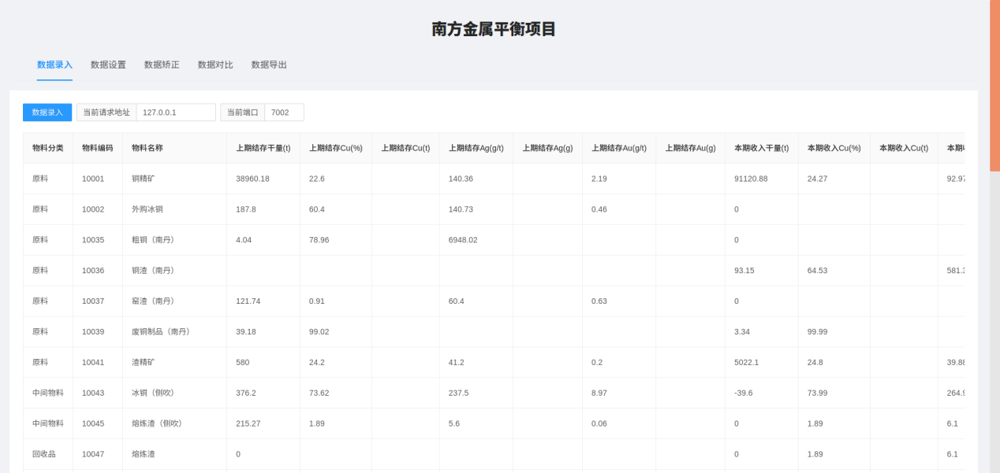 南方金属平衡项目
数据录入 数据设置 数据矫正 数据对比 数据导出
数据录入 当前请求地址 127.0.0.1 当前端口 7002
物料分类 物料编码 物料名称 上期结存干量(t) 上期结存Cu(%) 上期结存Cu(t) 上期结存Ag(g/t) 上期结存Ag(g) 上期结存Au(g/t) 上期结存Au(g) 本期收入干量(t) 本期收入Cu(%) 本期收入Cu(t) 本期
原料 10001 铜精矿 38960.18 22.6 140.36 2.19 91120.88 24.27 92.97
原料 10002 外购冰铜 187.8 60.4 140.73 0.46 0
原料 10035 粗铜（南丹） 4.04 78.96 6948.02 0
原料 10036 铜渣（南丹） 93.15 64.53 581.3
原料 10037 窑渣（南丹） 121.74 0.91 60.4 0.63 0
原料 10039 废铜制品（南丹） 39.18 99.02 3.34 99.99
原料 10041 渣精矿 580 24.2 41.2 0.2 5022.1 24.8 39.88
中间物料 10043 冰铜（侧吹） 376.2 73.62 237.5 8.97 -39.6 73.99 264.9
中间物料 10045 熔炼渣（侧吹） 215.27 1.89 5.6 0.06 0 1.89 6.1
回收品 10047 熔炼渣 0 0 1.89 6.1